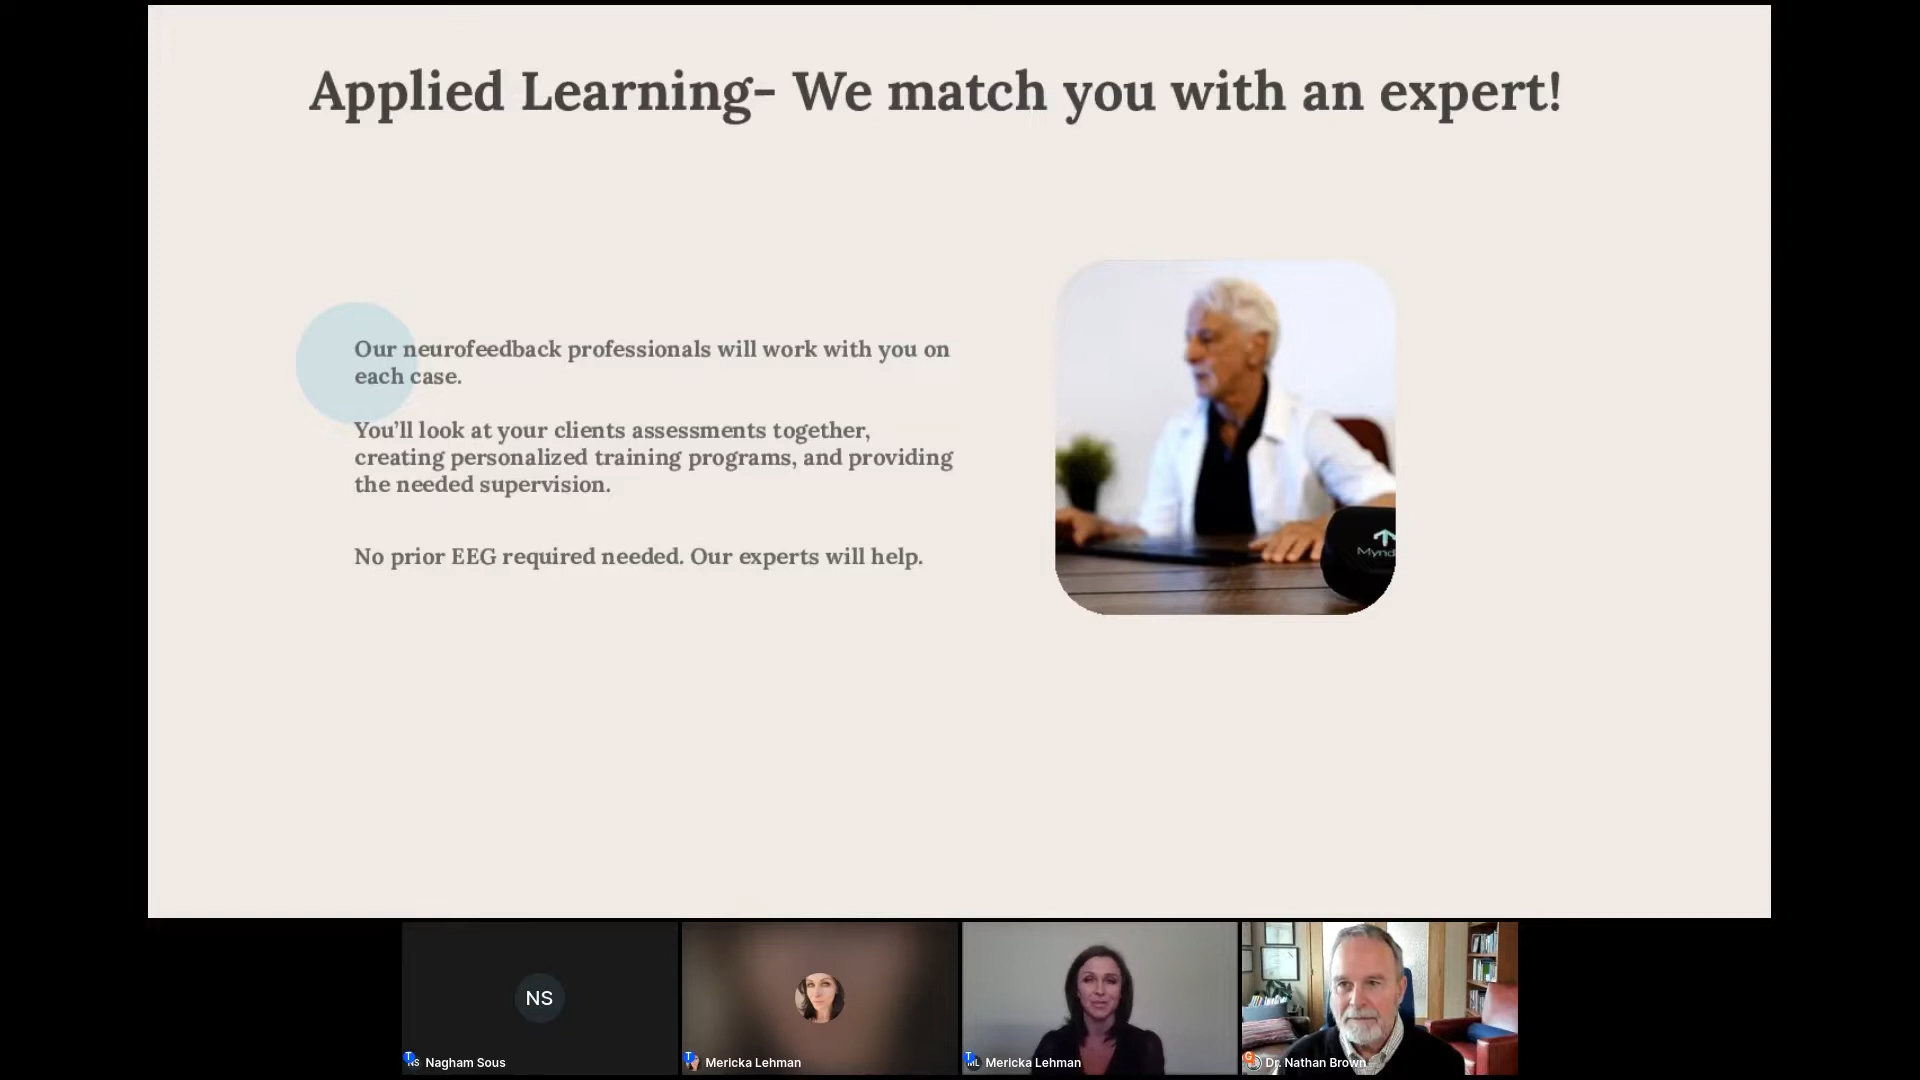 Applied Learning- We match you with an expert!
Our neurofeedback professionals will work with you on
each case.
You'll look at your clients assessments together,
creating personalized training programs, and providing
the needed supervision.
No prior EEG required needed. Our experts will help.
Mynd
NS
T NS Nagham Sous
T Mericka Lehman
T ML Mericka Lehman
G Dr. Nathan Brown